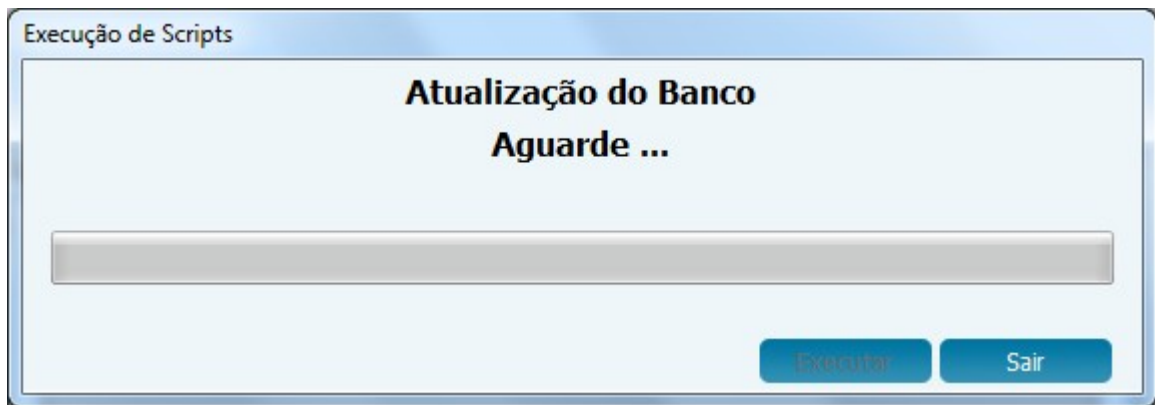 Execução de Scripts
Atualização do Banco
Aguarde ...
Executar
Sair